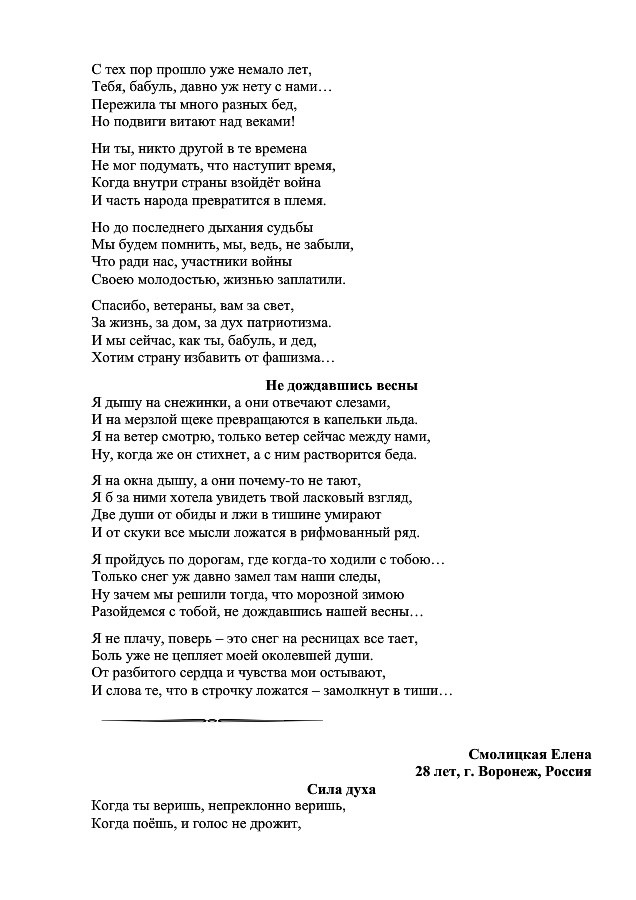 С тех пор прошло уже немало лет,
Тебя, бабуль, давно уж нету с нами…
Пережила ты много разных бед,
Но подвиги витают над веками!
Ни ты, никто другой в те времена
Не мог подумать, что наступит время,
Когда внутри страны взойдёт война
И часть народа превратится в племя.
Но до последнего дыхания судьбы
Мы будем помнить, мы, ведь, не забыли,
Что ради нас, участники войны
Своею молодостью, жизнью заплатили.
Спасибо, ветераны, вам за свет,
За жизнь, за дом, за дух патриотизма.
И мы сейчас, как ты, бабуль, и дед,
Хотим страну избавить от фашизма…
Не дождавшись весны
Я дышу на снежинки, а они отвечают слезами,
И на мерзлой щеке превращаются в капельки льда.
Я на ветер смотрю, только ветер сейчас между нами,
Ну, когда же он стихнет, а с ним растворится беда.
Я на окна дышу, а они почему-то не тают,
Я б за ними хотела увидеть твой ласковый взгляд,
Две души от обиды и лжи в тишине умирают
И от скуки все мысли ложатся в рифмованный ряд.
Я пройдусь по дорогам, где когда-то ходили с тобою…
Только снег уж давно замел там наши следы,
Ну зачем мы решили тогда, что морозной зимою
Разойдемся с тобой, не дождавшись нашей весны…
Я не плачу, поверь – это снег на ресницах все тает,
Боль уже не цепляет моей околевшей души.
От разбитого сердца и чувства мои остывают,
И слова те, что в строчку ложатся – замолкнут в тиши…
Смолицкая Елена
28 лет, г. Воронеж, Россия
Сила духа
Когда ты веришь, непреклонно веришь,
Когда поёшь, и голос не дрожит,